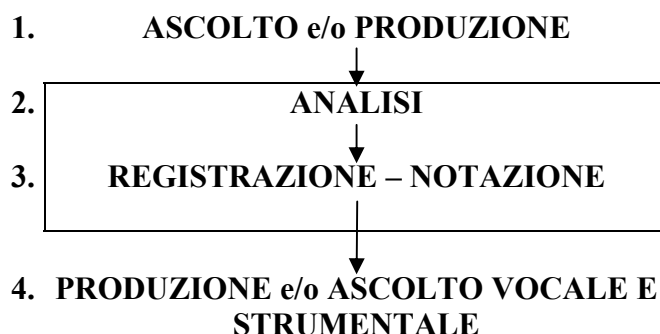 1. ASCOLTO e/o PRODUZIONE
2. ANALISI
3. REGISTRAZIONE – NOTAZIONE
4. PRODUZIONE e/o ASCOLTO VOCALE E
STRUMENTALE